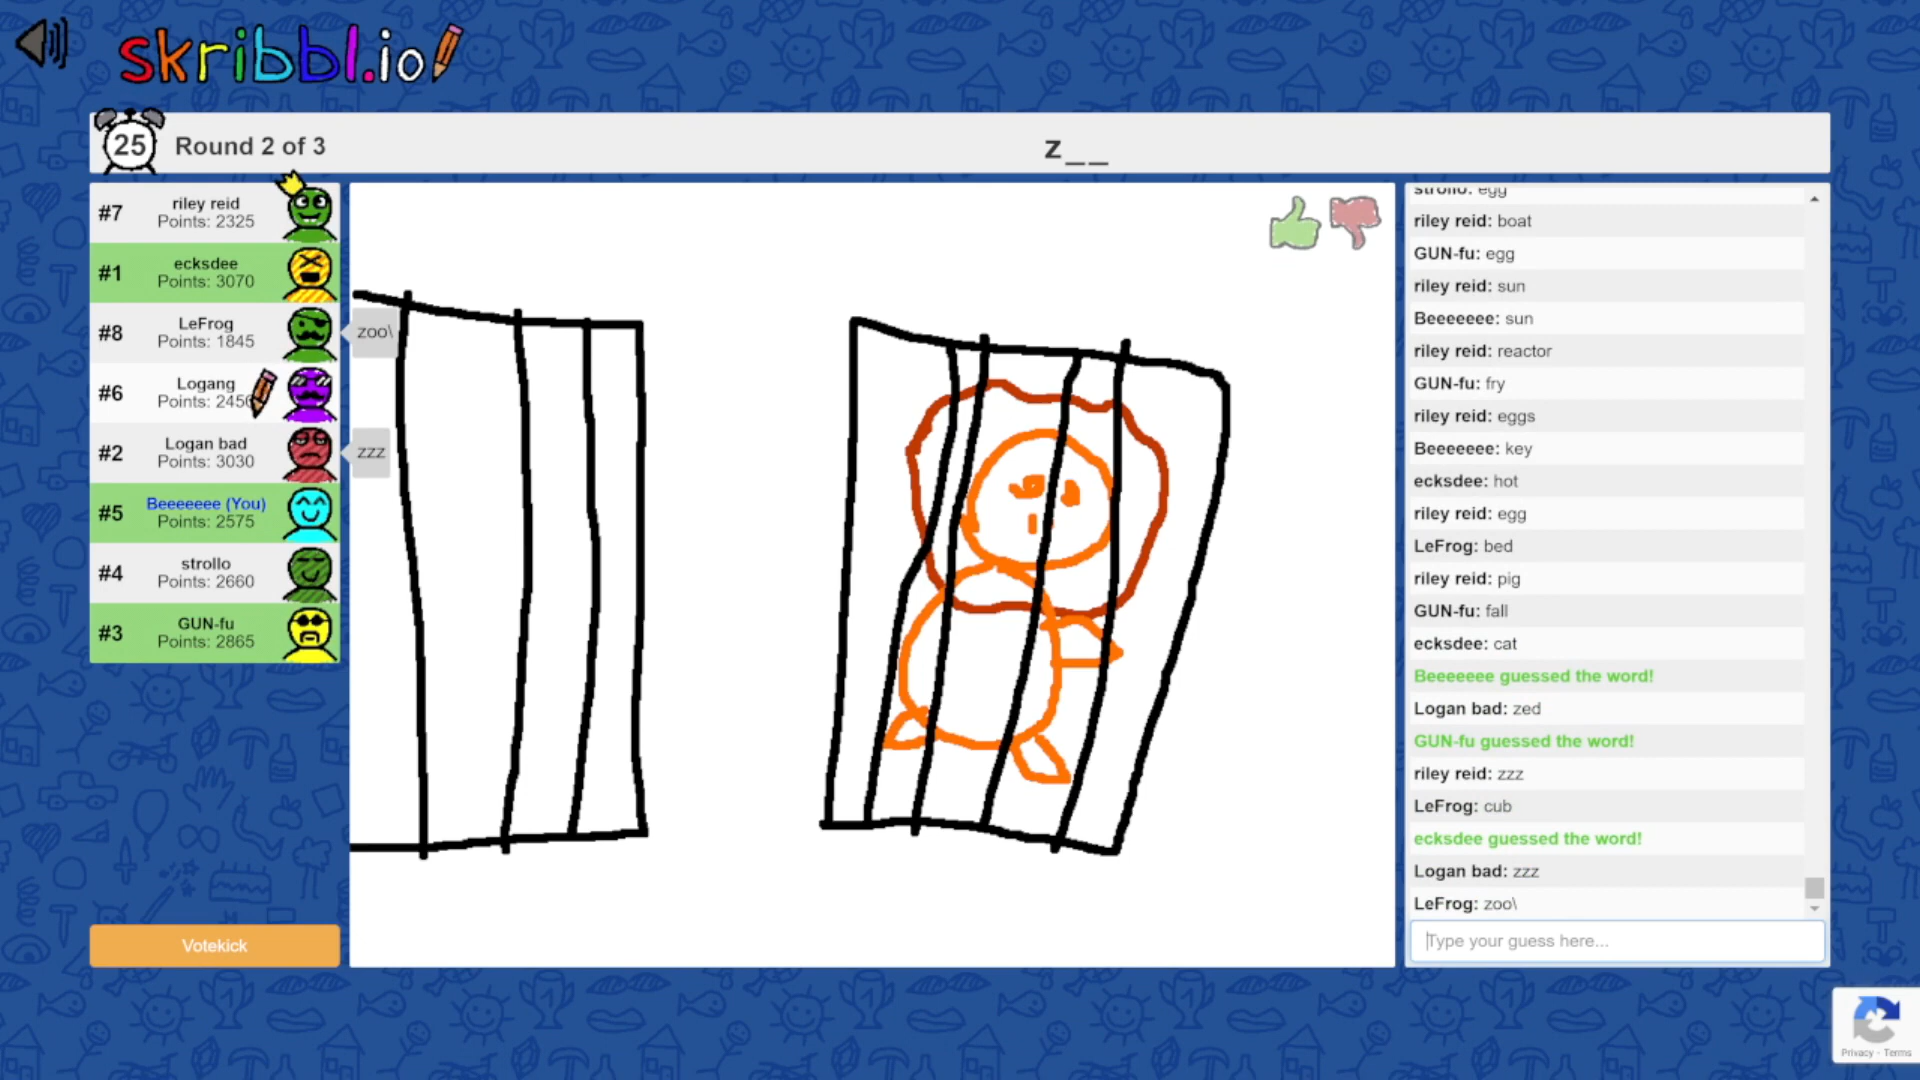 skribbl.io
25
Round 2 of 3
z__
#7
riley reid
Points: 2325
#1
ecksdee
Points: 3070
#8
LeFrog
Points: 1845
zoo\
#6
Logang
Points: 2450
#2
Logan bad
Points: 3030
zzz
#5
Beeeeeee (You)
Points: 2575
#4
strollo
Points: 2660
#3
GUN-fu
Points: 2865
Votekick
strollo: egg
riley reid: boat
GUN-fu: egg
riley reid: sun
Beeeeeee: sun
riley reid: reactor
GUN-fu: fry
riley reid: eggs
Beeeeeee: key
ecksdee: hot
riley reid: egg
LeFrog: bed
riley reid: pig
GUN-fu: fall
ecksdee: cat
Beeeeeee guessed the word!
Logan bad: zed
GUN-fu guessed the word!
riley reid: zzz
LeFrog: cub
ecksdee guessed the word!
Logan bad: zzz
LeFrog: zoo\
Type your guess here...
Privacy - Terms